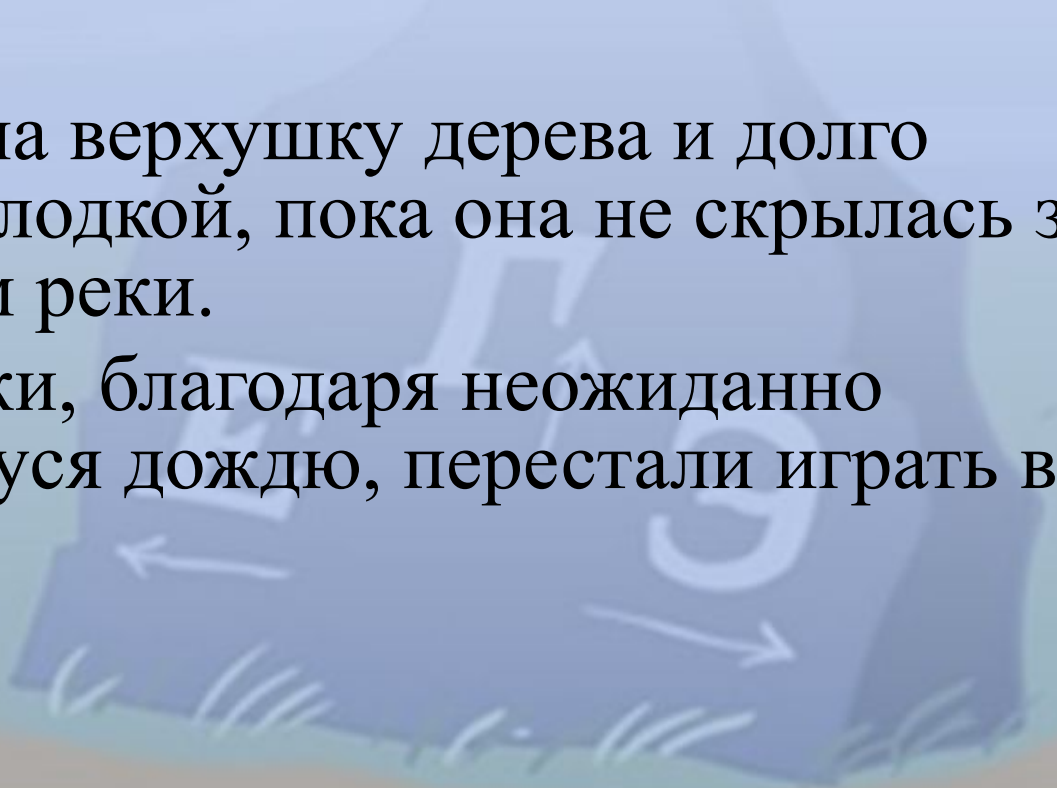 на верхушку дерева и долго
лодкой, пока она не скрылась з
и реки.
ки, благодаря неожиданно
уся дождю, перестали играть в
Г
Е
Э